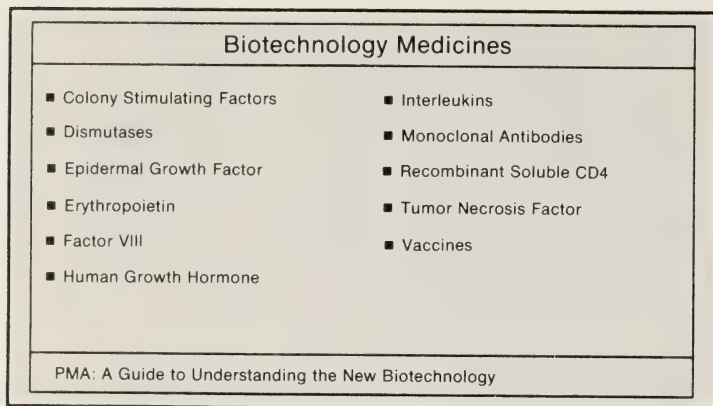 Biotechnology Medicines
■ Colony Stimulating Factors
■ Dismutases
■ Epidermal Growth Factor
■ Erythropoietin
■ Factor VIII
■ Human Growth Hormone
■ Interleukins
■ Monoclonal Antibodies
■ Recombinant Soluble CD4
■ Tumor Necrosis Factor
■ Vaccines
PMA: A Guide to Understanding the New Biotechnology